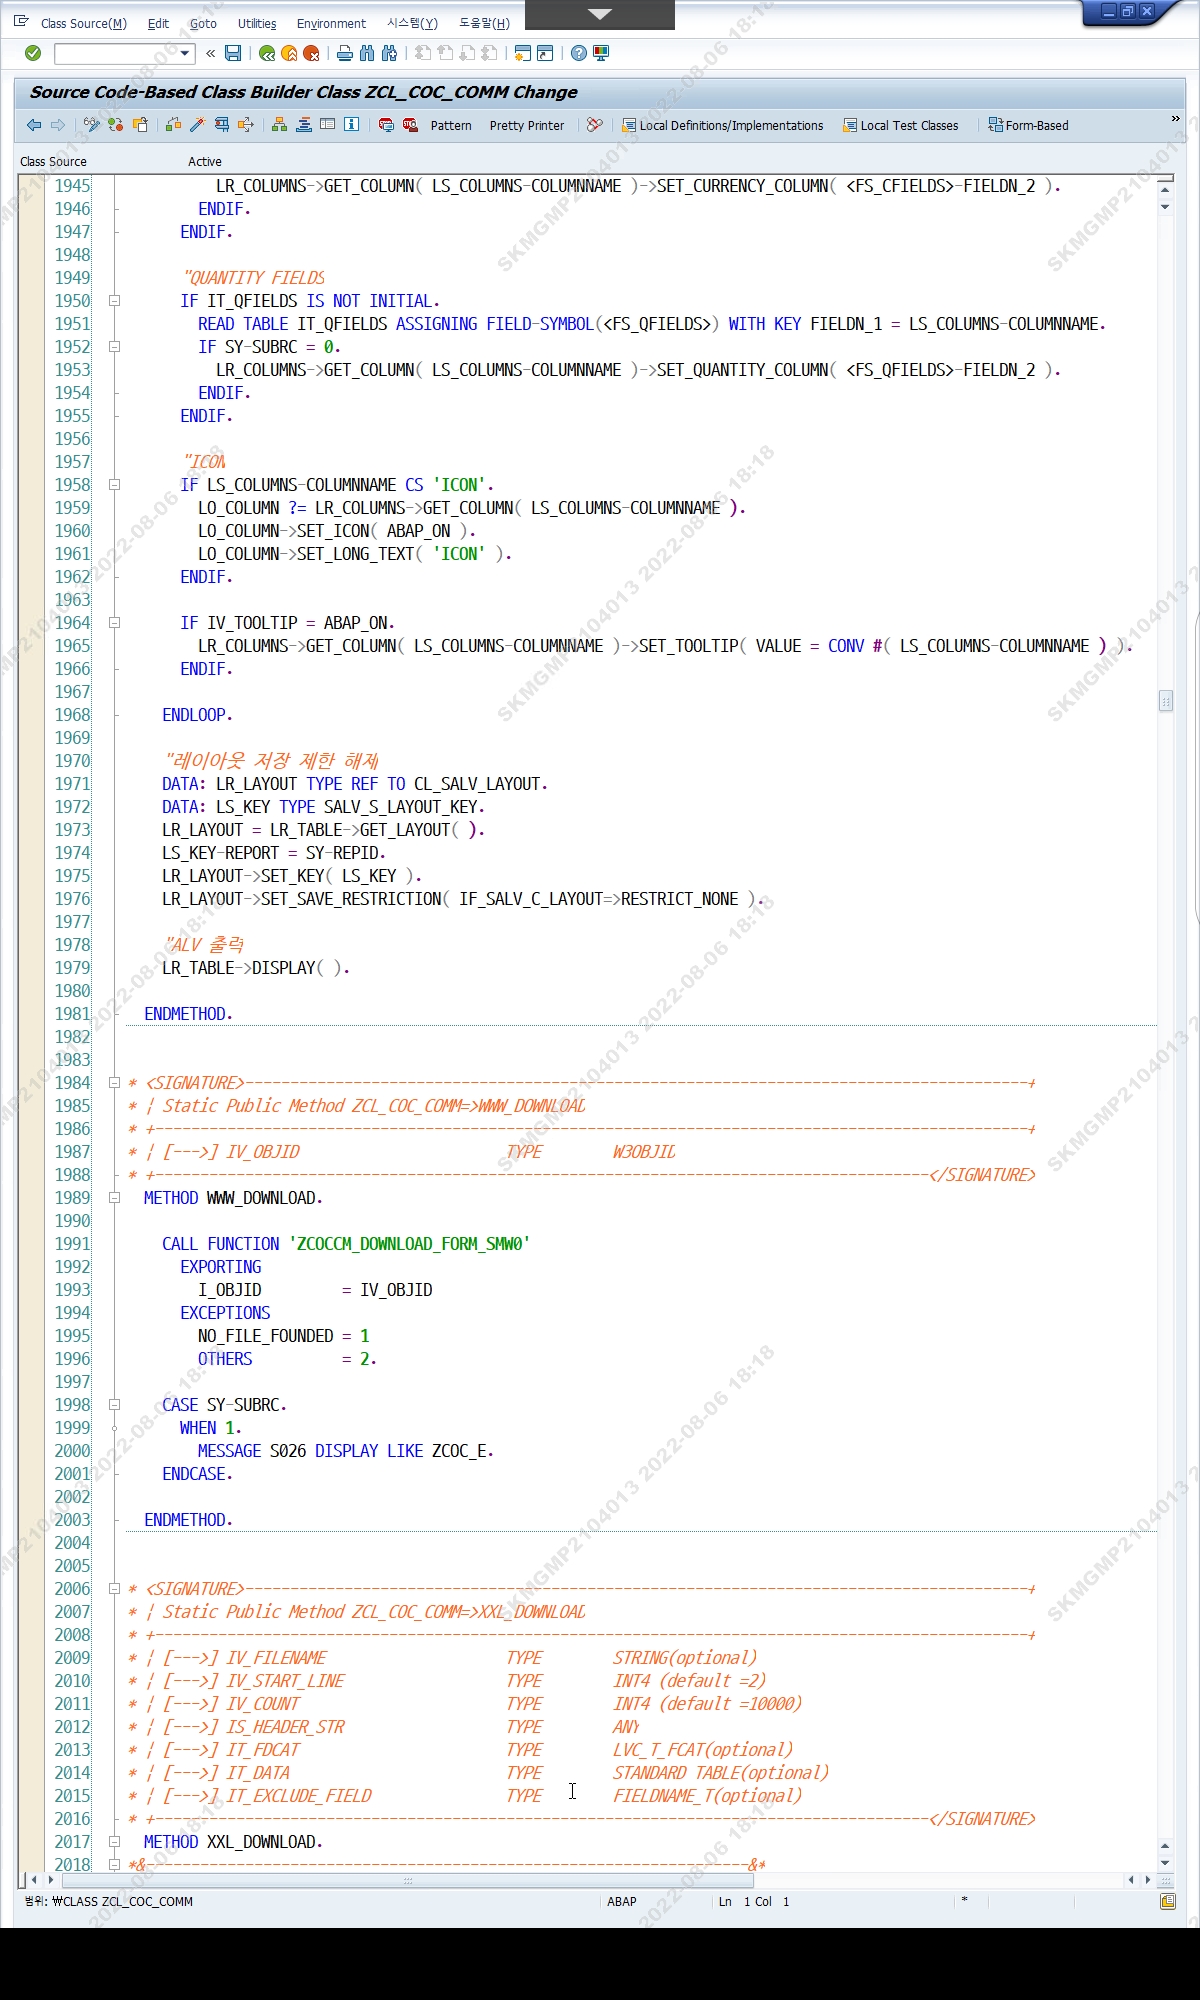 Class Source(M) Edit Goto Utilities Environment 시스템(Y) 도움말(H)
Source Code-Based Class Builder Class ZCL_COC_COMM Change
Pattern Pretty Printer Local Definitions/Implementations Local Test Classes Form-Based
Class Source Active
1945 LR_COLUMNS->GET_COLUMN( LS_COLUMNS-COLUMNNAME )->SET_CURRENCY_COLUMN( <FS_CFIELDS>-FIELDN_2 ).
1946 ENDIF.
1947 ENDIF.
1948
1949 "QUANTITY FIELDS
1950 IF IT_QFIELDS IS NOT INITIAL.
1951 READ TABLE IT_QFIELDS ASSIGNING FIELD-SYMBOL(<FS_QFIELDS>) WITH KEY FIELDN_1 = LS_COLUMNS-COLUMNNAME.
1952 IF SY-SUBRC = 0.
1953 LR_COLUMNS->GET_COLUMN( LS_COLUMNS-COLUMNNAME )->SET_QUANTITY_COLUMN( <FS_QFIELDS>-FIELDN_2 ).
1954 ENDIF.
1955 ENDIF.
1956
1957 "ICON
1958 IF LS_COLUMNS-COLUMNNAME CS 'ICON'.
1959 LO_COLUMN ?= LR_COLUMNS->GET_COLUMN( LS_COLUMNS-COLUMNNAME ).
1960 LO_COLUMN->SET_ICON( ABAP_ON ).
1961 LO_COLUMN->SET_LONG_TEXT( 'ICON' ).
1962 ENDIF.
1963
1964 IF IV_TOOLTIP = ABAP_ON.
1965 LR_COLUMNS->GET_COLUMN( LS_COLUMNS-COLUMNNAME )->SET_TOOLTIP( VALUE = CONV #( LS_COLUMNS-COLUMNNAME ) ).
1966 ENDIF.
1967
1968 ENDLOOP.
1969
1970 "레이아웃 저장 제한 해제
1971 DATA: LR_LAYOUT TYPE REF TO CL_SALV_LAYOUT.
1972 DATA: LS_KEY TYPE SALV_S_LAYOUT_KEY.
1973 LR_LAYOUT = LR_TABLE->GET_LAYOUT( ).
1974 LS_KEY-REPORT = SY-REPID.
1975 LR_LAYOUT->SET_KEY( LS_KEY ).
1976 LR_LAYOUT->SET_SAVE_RESTRICTION( IF_SALV_C_LAYOUT=>RESTRICT_NONE ).
1977
1978 "ALV 출력
1979 LR_TABLE->DISPLAY( ).
1980
1981 ENDMETHOD.
1982
1983
1984 * <SIGNATURE>---------------------------------------------------------------------------------------+
1985 * | Static Public Method ZCL_COC_COMM=>WWW_DOWNLOAD
1986 * +-------------------------------------------------------------------------------------------------+
1987 * | [--->] IV_OBJID TYPE W3OBJID
1988 * +--------------------------------------------------------------------------------------</SIGNATURE>
1989 METHOD WWW_DOWNLOAD.
1990
1991 CALL FUNCTION 'ZCOCCM_DOWNLOAD_FORM_SMW0'
1992 EXPORTING
1993 I_OBJID = IV_OBJID
1994 EXCEPTIONS
1995 NO_FILE_FOUNDED = 1
1996 OTHERS = 2.
1997
1998 CASE SY-SUBRC.
1999 WHEN 1.
2000 MESSAGE S026 DISPLAY LIKE ZCOC_E.
2001 ENDCASE.
2002
2003 ENDMETHOD.
2004
2005
2006 * <SIGNATURE>---------------------------------------------------------------------------------------+
2007 * | Static Public Method ZCL_COC_COMM=>XXL_DOWNLOAD
2008 * +-------------------------------------------------------------------------------------------------+
2009 * | [--->] IV_FILENAME TYPE STRING(optional)
2010 * | [--->] IV_START_LINE TYPE INT4 (default =2)
2011 * | [--->] IV_COUNT TYPE INT4 (default =10000)
2012 * | [--->] IS_HEADER_STR TYPE ANY
2013 * | [--->] IT_FDCAT TYPE LVC_T_FCAT(optional)
2014 * | [--->] IT_DATA TYPE STANDARD TABLE(optional)
2015 * | [--->] IT_EXCLUDE_FIELD TYPE FIELDNAME_T(optional)
2016 * +--------------------------------------------------------------------------------------</SIGNATURE>
2017 METHOD XXL_DOWNLOAD.
2018 *&-------------------------------------------------------------------&*
범위: ₩CLASS ZCL_COC_COMM ABAP Ln 1 Col 1 *
SKMGMP2104013 2022-08-06 18:18